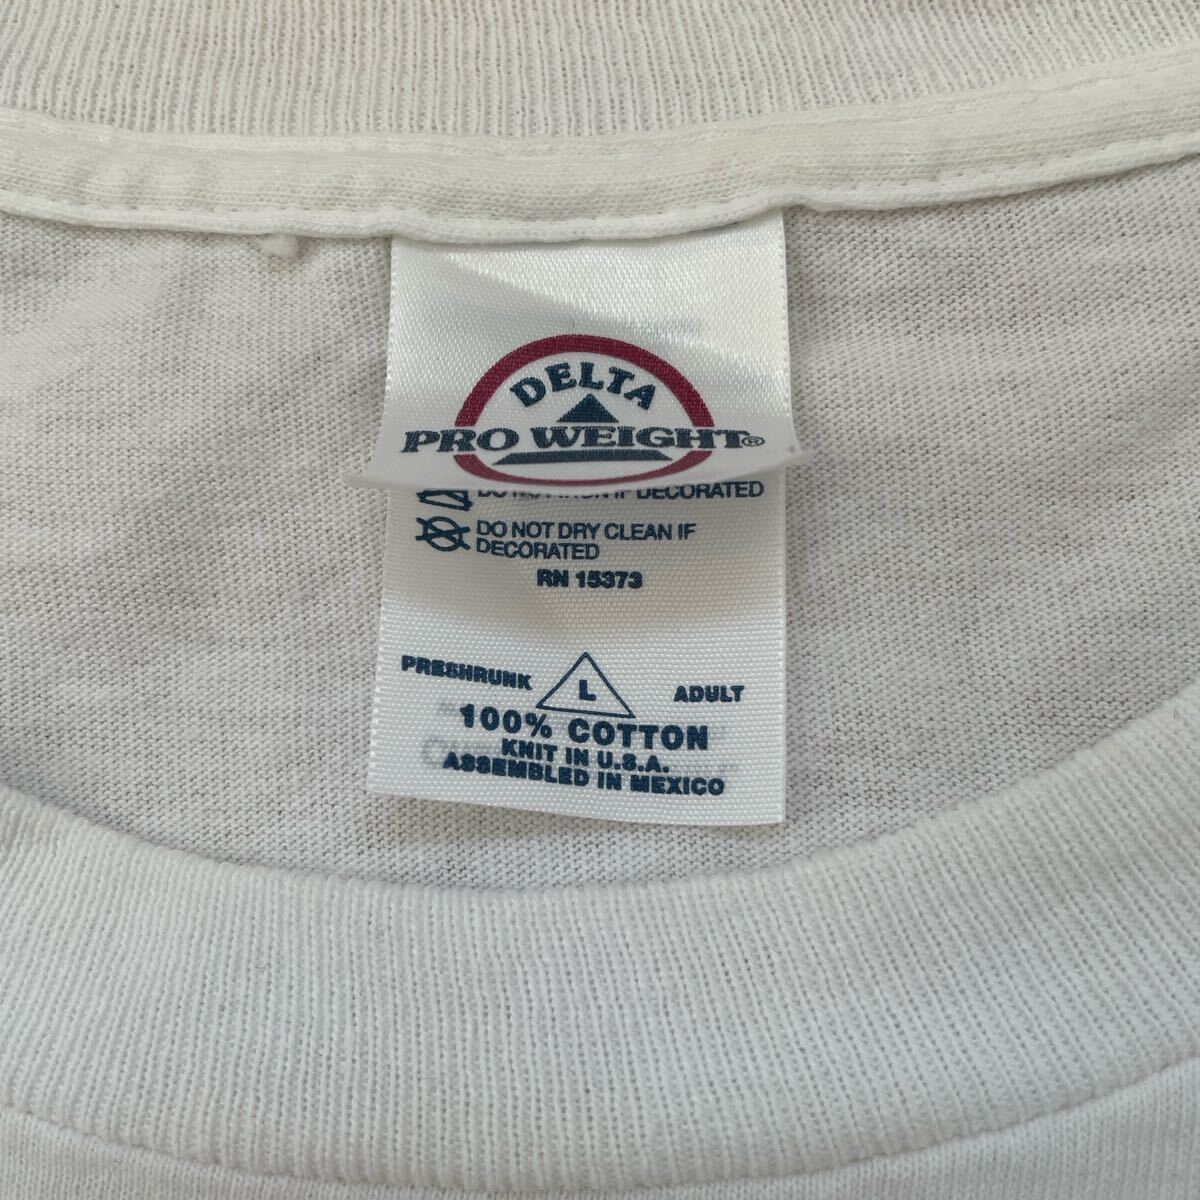 DELTA
PRO WEIGHT®
DO NOT IRON IF DECORATED
DO NOT DRY CLEAN IF
DECORATED
RN 15373
PRESHRUNK L ADULT
100% COTTON
KNIT IN U.S.A.
ASSEMBLED IN MEXICO